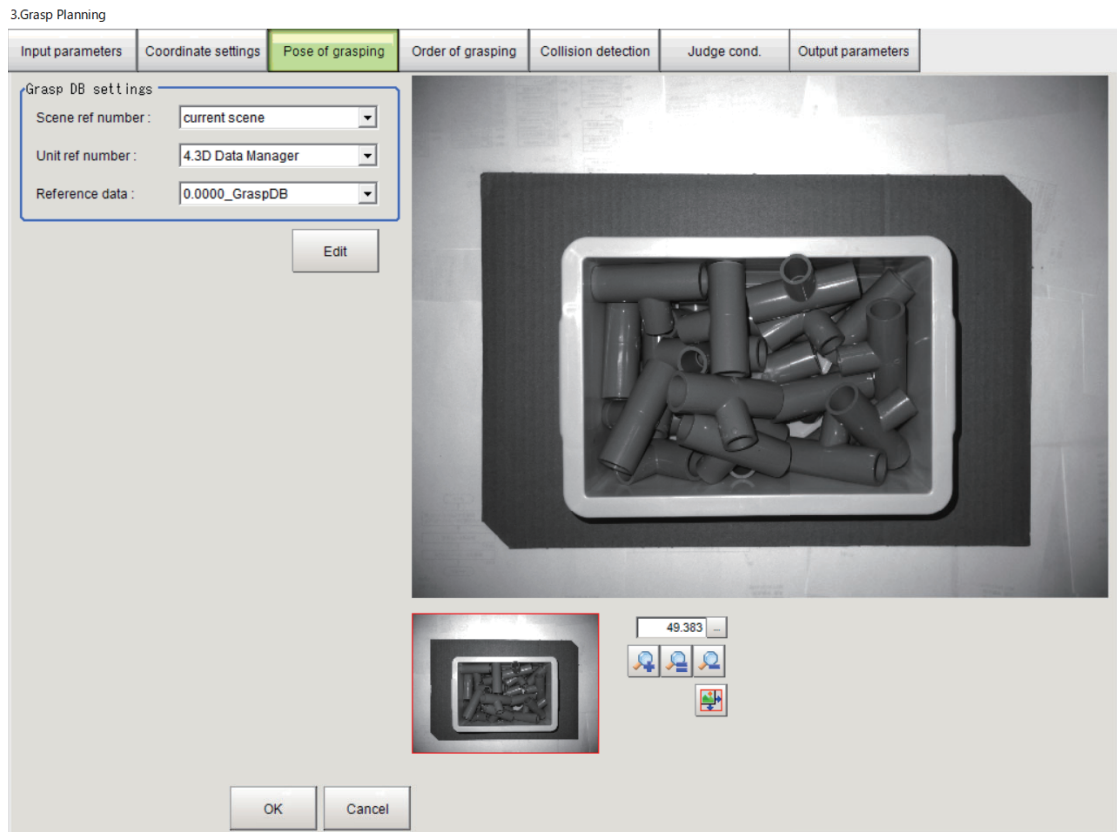 3.Grasp Planning
Input parameters
Coordinate settings
Pose of grasping
Order of grasping
Collision detection
Judge cond.
Output parameters
Grasp DB settings
Scene ref number :
current scene
Unit ref number :
4.3D Data Manager
Reference data :
0.0000_GraspDB
Edit
49.383
...
OK
Cancel